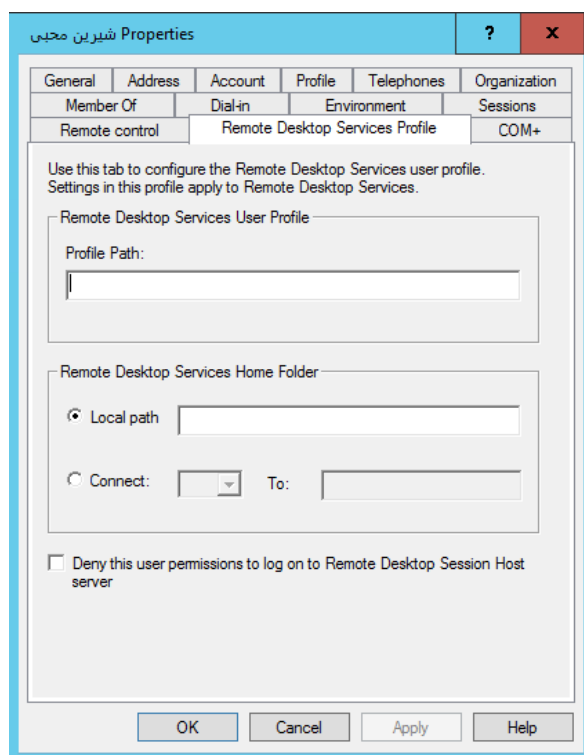 شیرین محبی Properties
? x
General Address Account Profile Telephones Organization
Member Of Dial-in Environment Sessions
Remote control Remote Desktop Services Profile COM+
Use this tab to configure the Remote Desktop Services user profile.
Settings in this profile apply to Remote Desktop Services.
Remote Desktop Services User Profile
Profile Path:
Remote Desktop Services Home Folder
Local path
Connect: To:
Deny this user permissions to log on to Remote Desktop Session Host
server
OK Cancel Apply Help